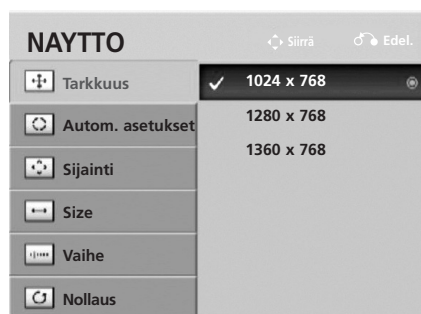 NAYTTO
Siirrä
Edel.
Tarkkuus
Autom. asetukset
Sijainti
Size
Vaihe
Nollaus
1024 x 768
1280 x 768
1360 x 768